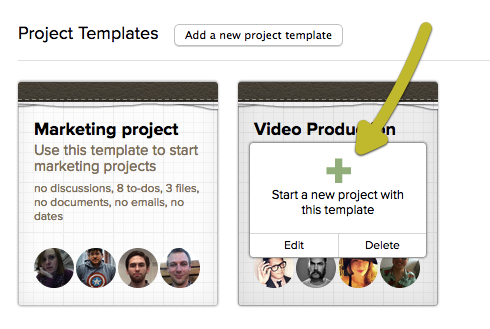 Project Templates
Add a new project template
Marketing project
Use this template to start
marketing projects
no discussions, 8 to-dos, 3 files,
no documents, no emails, no
dates
Video Production
Start a new project with
this template
Edit
Delete